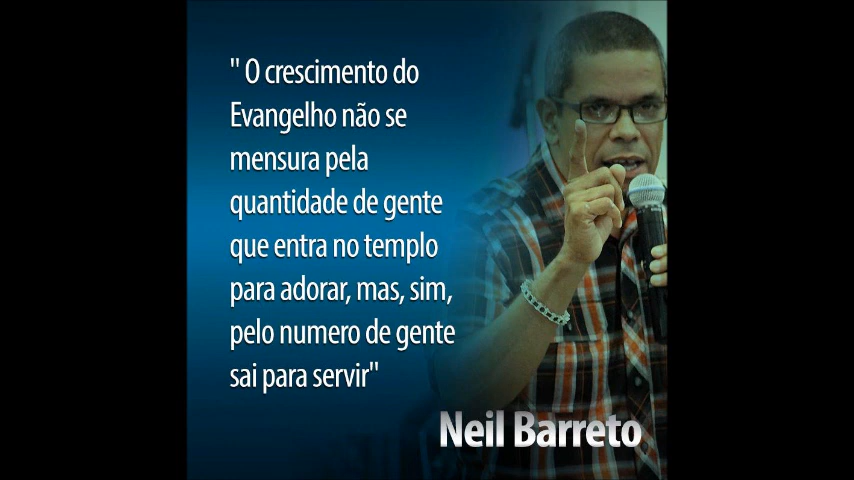 " O crescimento do
Evangelho não se
mensura pela
quantidade de gente
que entra no templo
para adorar, mas, sim,
pelo numero de gente
sai para servir"
Neil Barreto